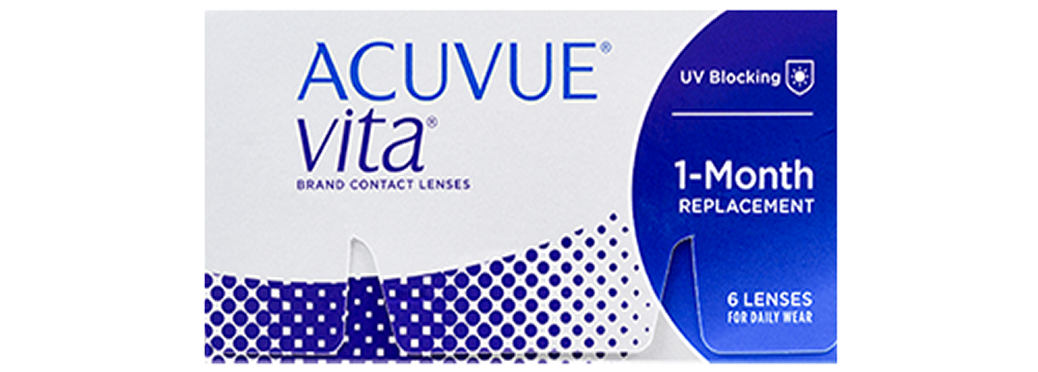 ACUVUE®
vita®
BRAND CONTACT LENSES
UV Blocking
1-Month
REPLACEMENT
6 LENSES
FOR DAILY WEAR